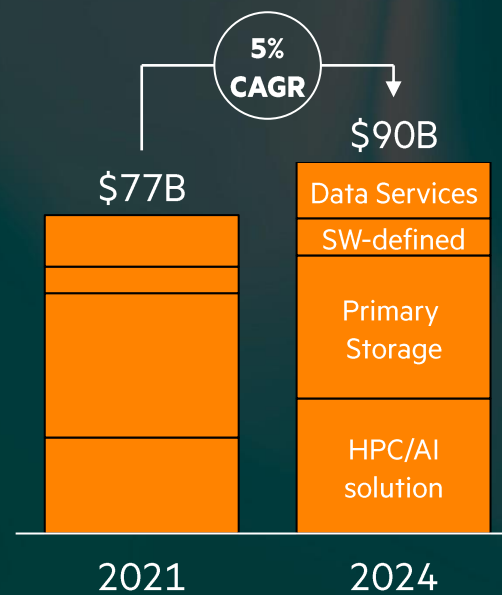 5%
CAGR
$90B
$77B
Data Services
SW-defined
Primary
Storage
HPC/AI
solution
2021
2024